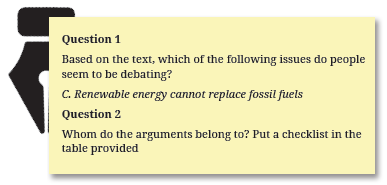 Question 1
Based on the text, which of the following issues do people
seem to be debating?
C. Renewable energy cannot replace fossil fuels
Question 2
Whom do the arguments belong to? Put a checklist in the
table provided